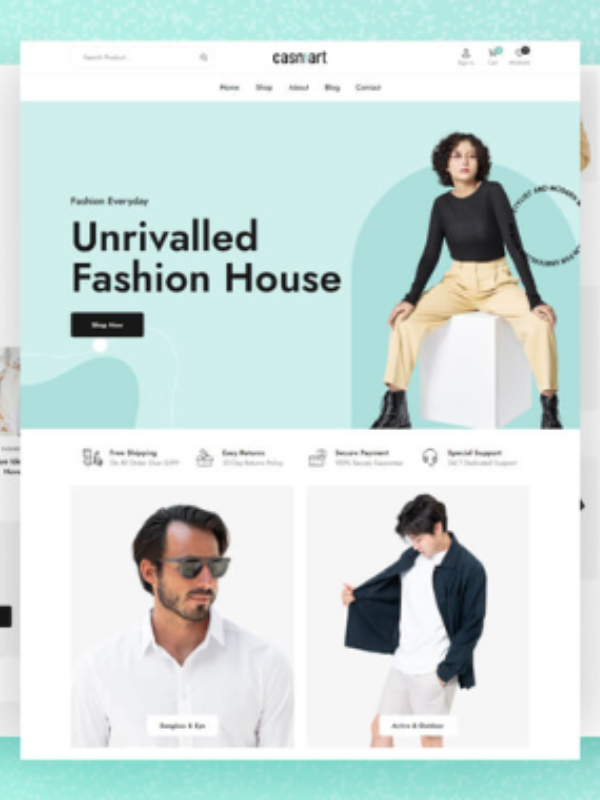 Search Product...
casmart
Sign In
Cart
Wishlist
Home Shop About Blog Contact
Fashion Everyday
Unrivalled
Fashion House
Shop Now
Free Shipping
On All Order Over
Easy Returns
30 Day Returns Policy
Secure Payment
100% Secure Guarantee
Special Support
24/7 Dedicated Support
Sunglass & Eye
Active & Outdoor